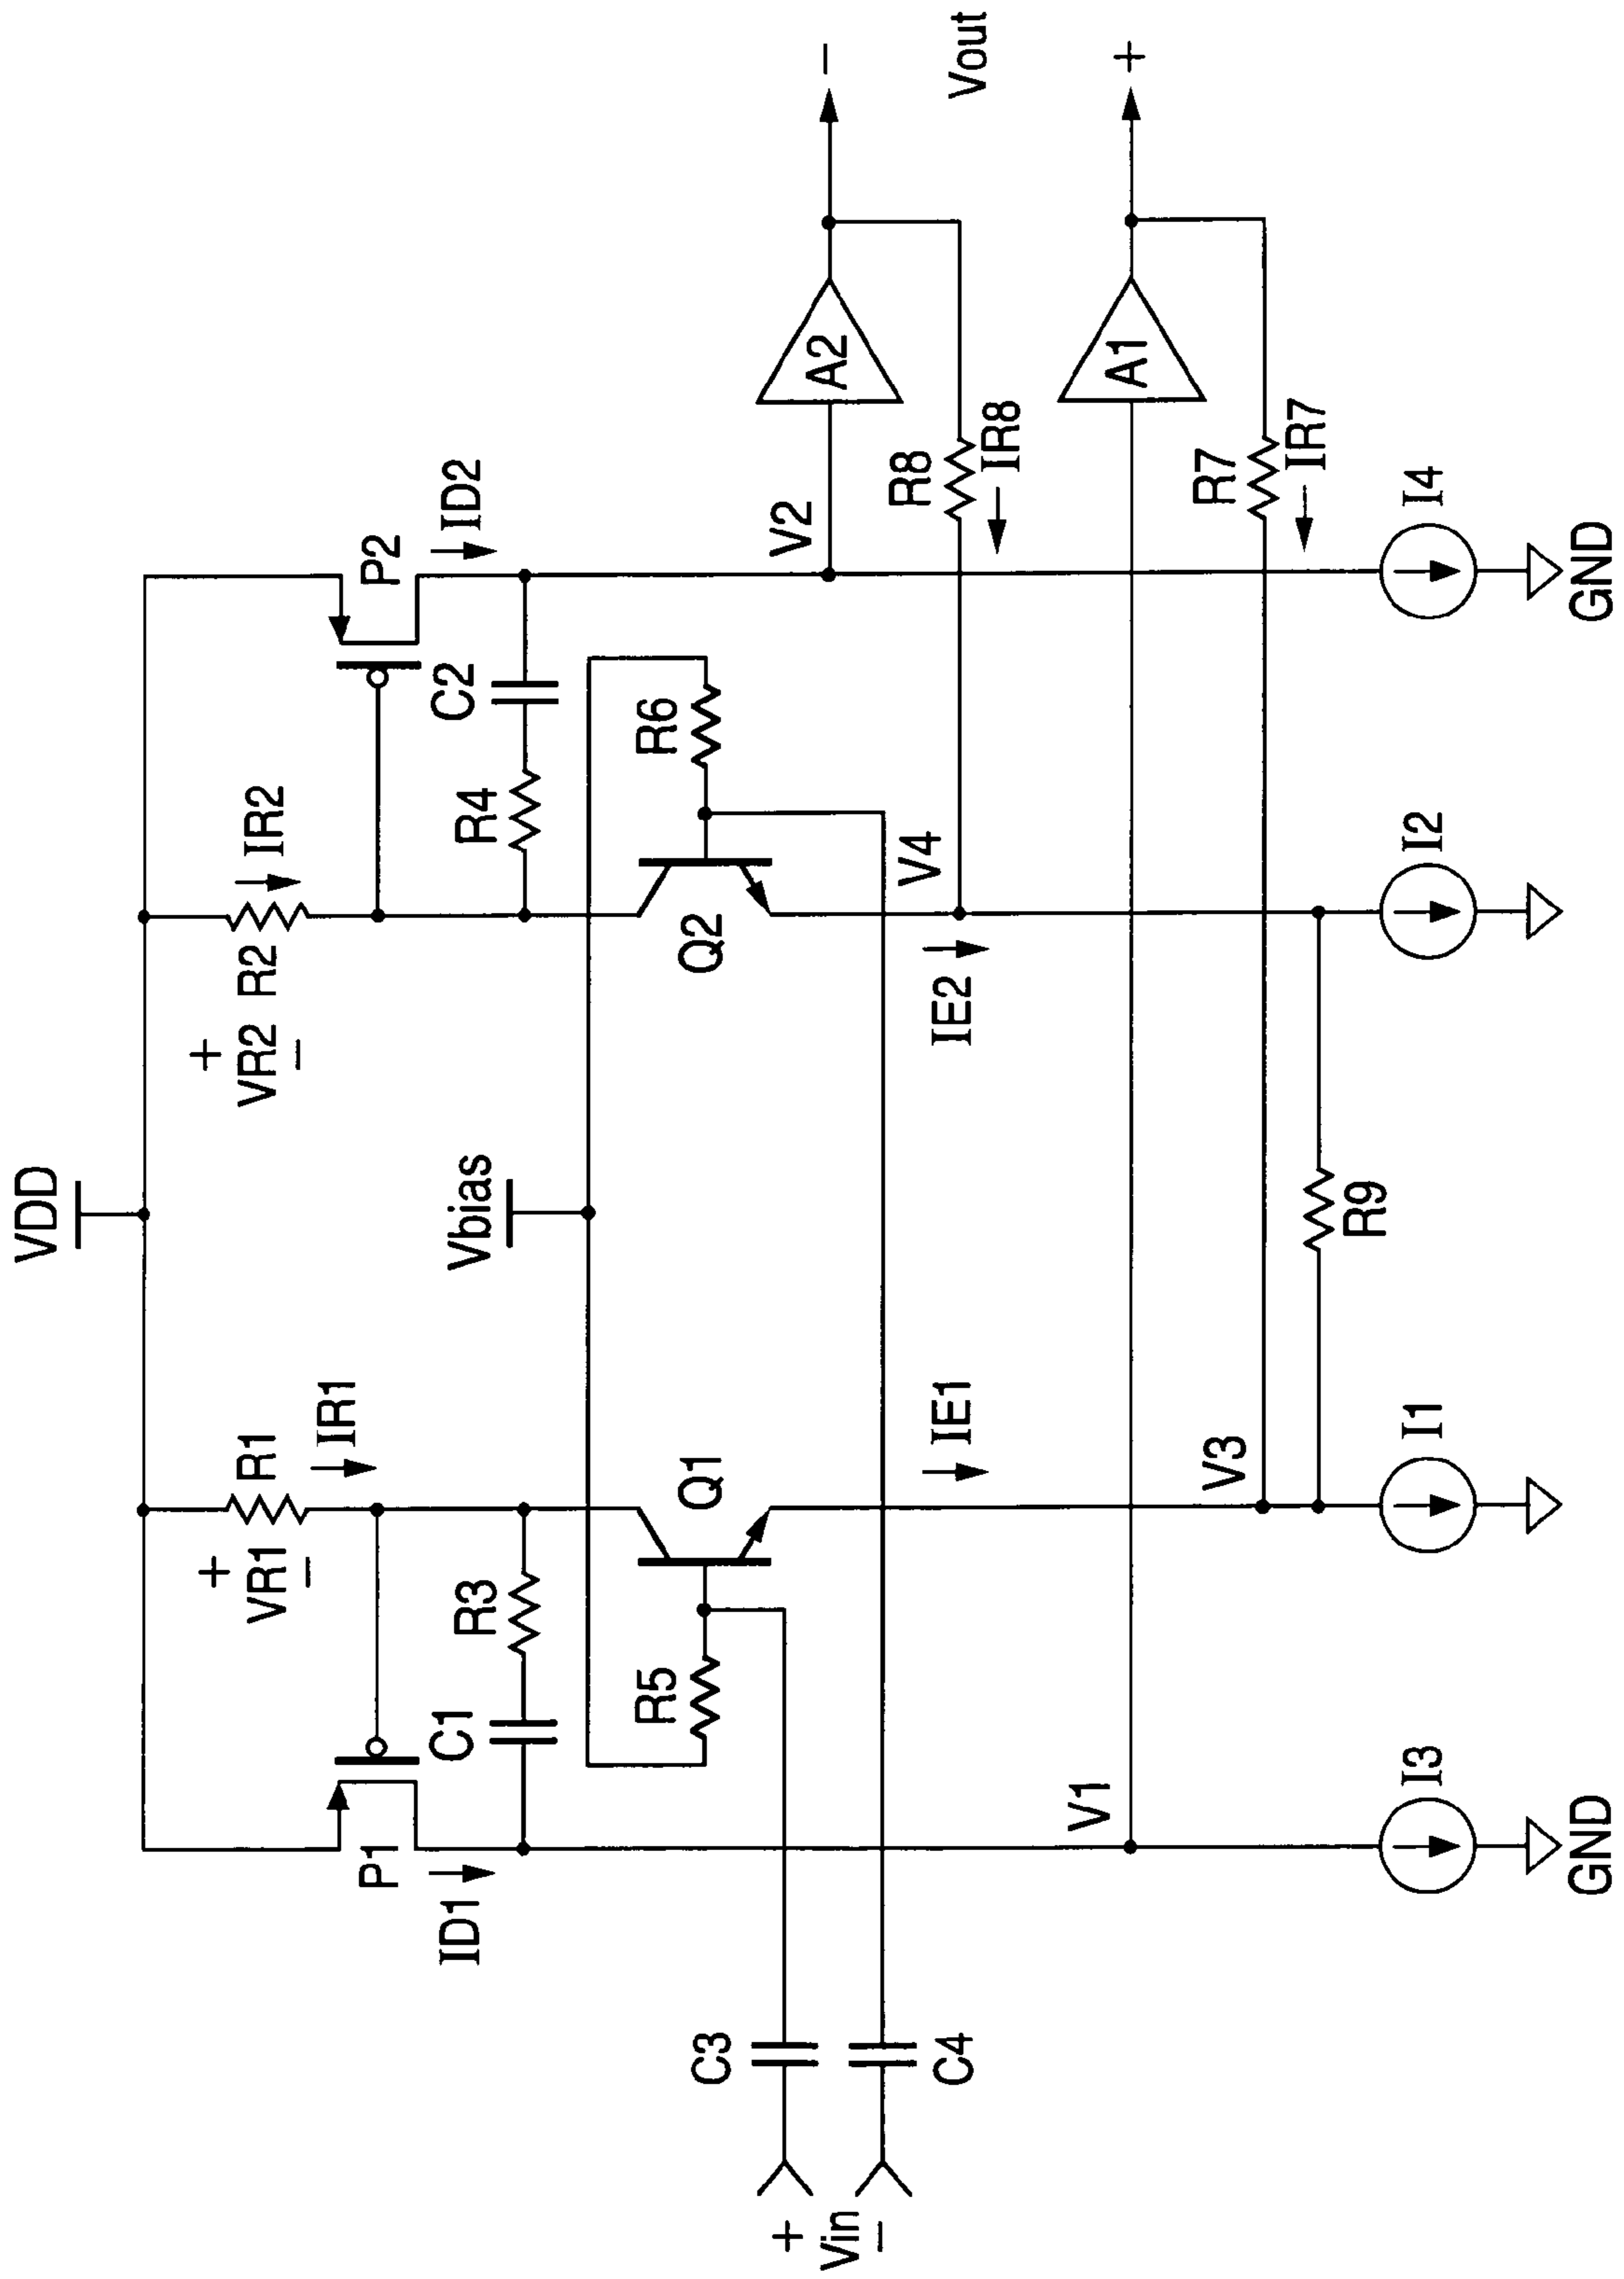 VDD
+
VR1
−
R1
IR1
+
VR2
−
R2
IR2
P1
ID1
C1
R3
R4
C2
P2
ID2
Vbias
R5
Q1
Q2
R6
C3
+
Vin
−
C4
IE1
IE2
V4
V2
A2
−
Vout
+
R8
IR8
V1
A1
V3
R7
IR7
R9
I3
I1
I2
I4
GND
GND